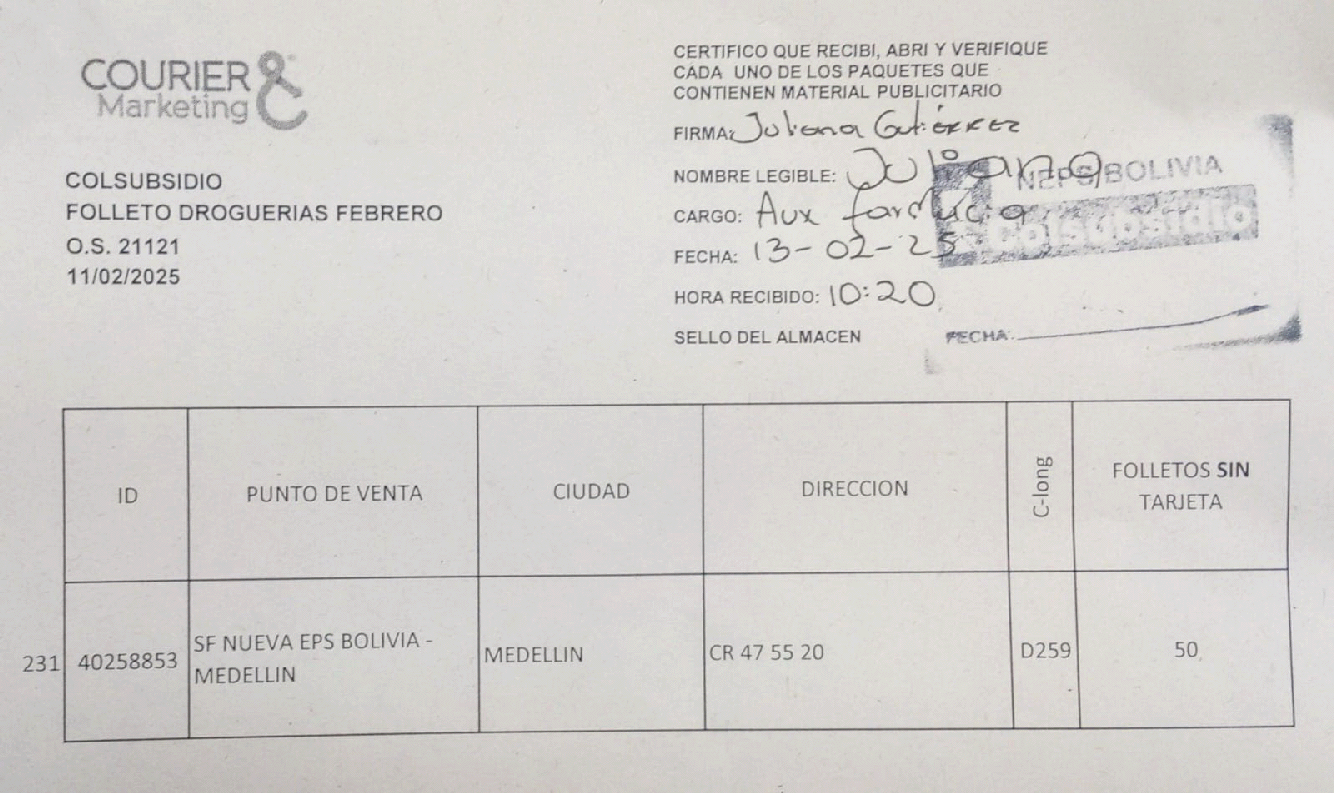 COURIER
Marketing
COLSUBSIDIO
FOLLETO DROGUERIAS FEBRERO
O.S. 21121
11/02/2025
CERTIFICO QUE RECIBI, ABRI Y VERIFIQUE
CADA UNO DE LOS PAQUETES QUE
CONTIENEN MATERIAL PUBLICITARIO
FIRMA: Juliana Gutiérrez
NOMBRE LEGIBLE: Juliana
CARGO: Aux farmacia
FECHA: 13-02-25
HORA RECIBIDO: 10:20
SELLO DEL ALMACEN
NEPS BOLIVIA
Colsubsidio
FECHA:
ID
PUNTO DE VENTA
CIUDAD
DIRECCION
C-long
FOLLETOS SIN
TARJETA
231
40258853
SF NUEVA EPS BOLIVIA -
MEDELLIN
MEDELLIN
CR 47 55 20
D259
50